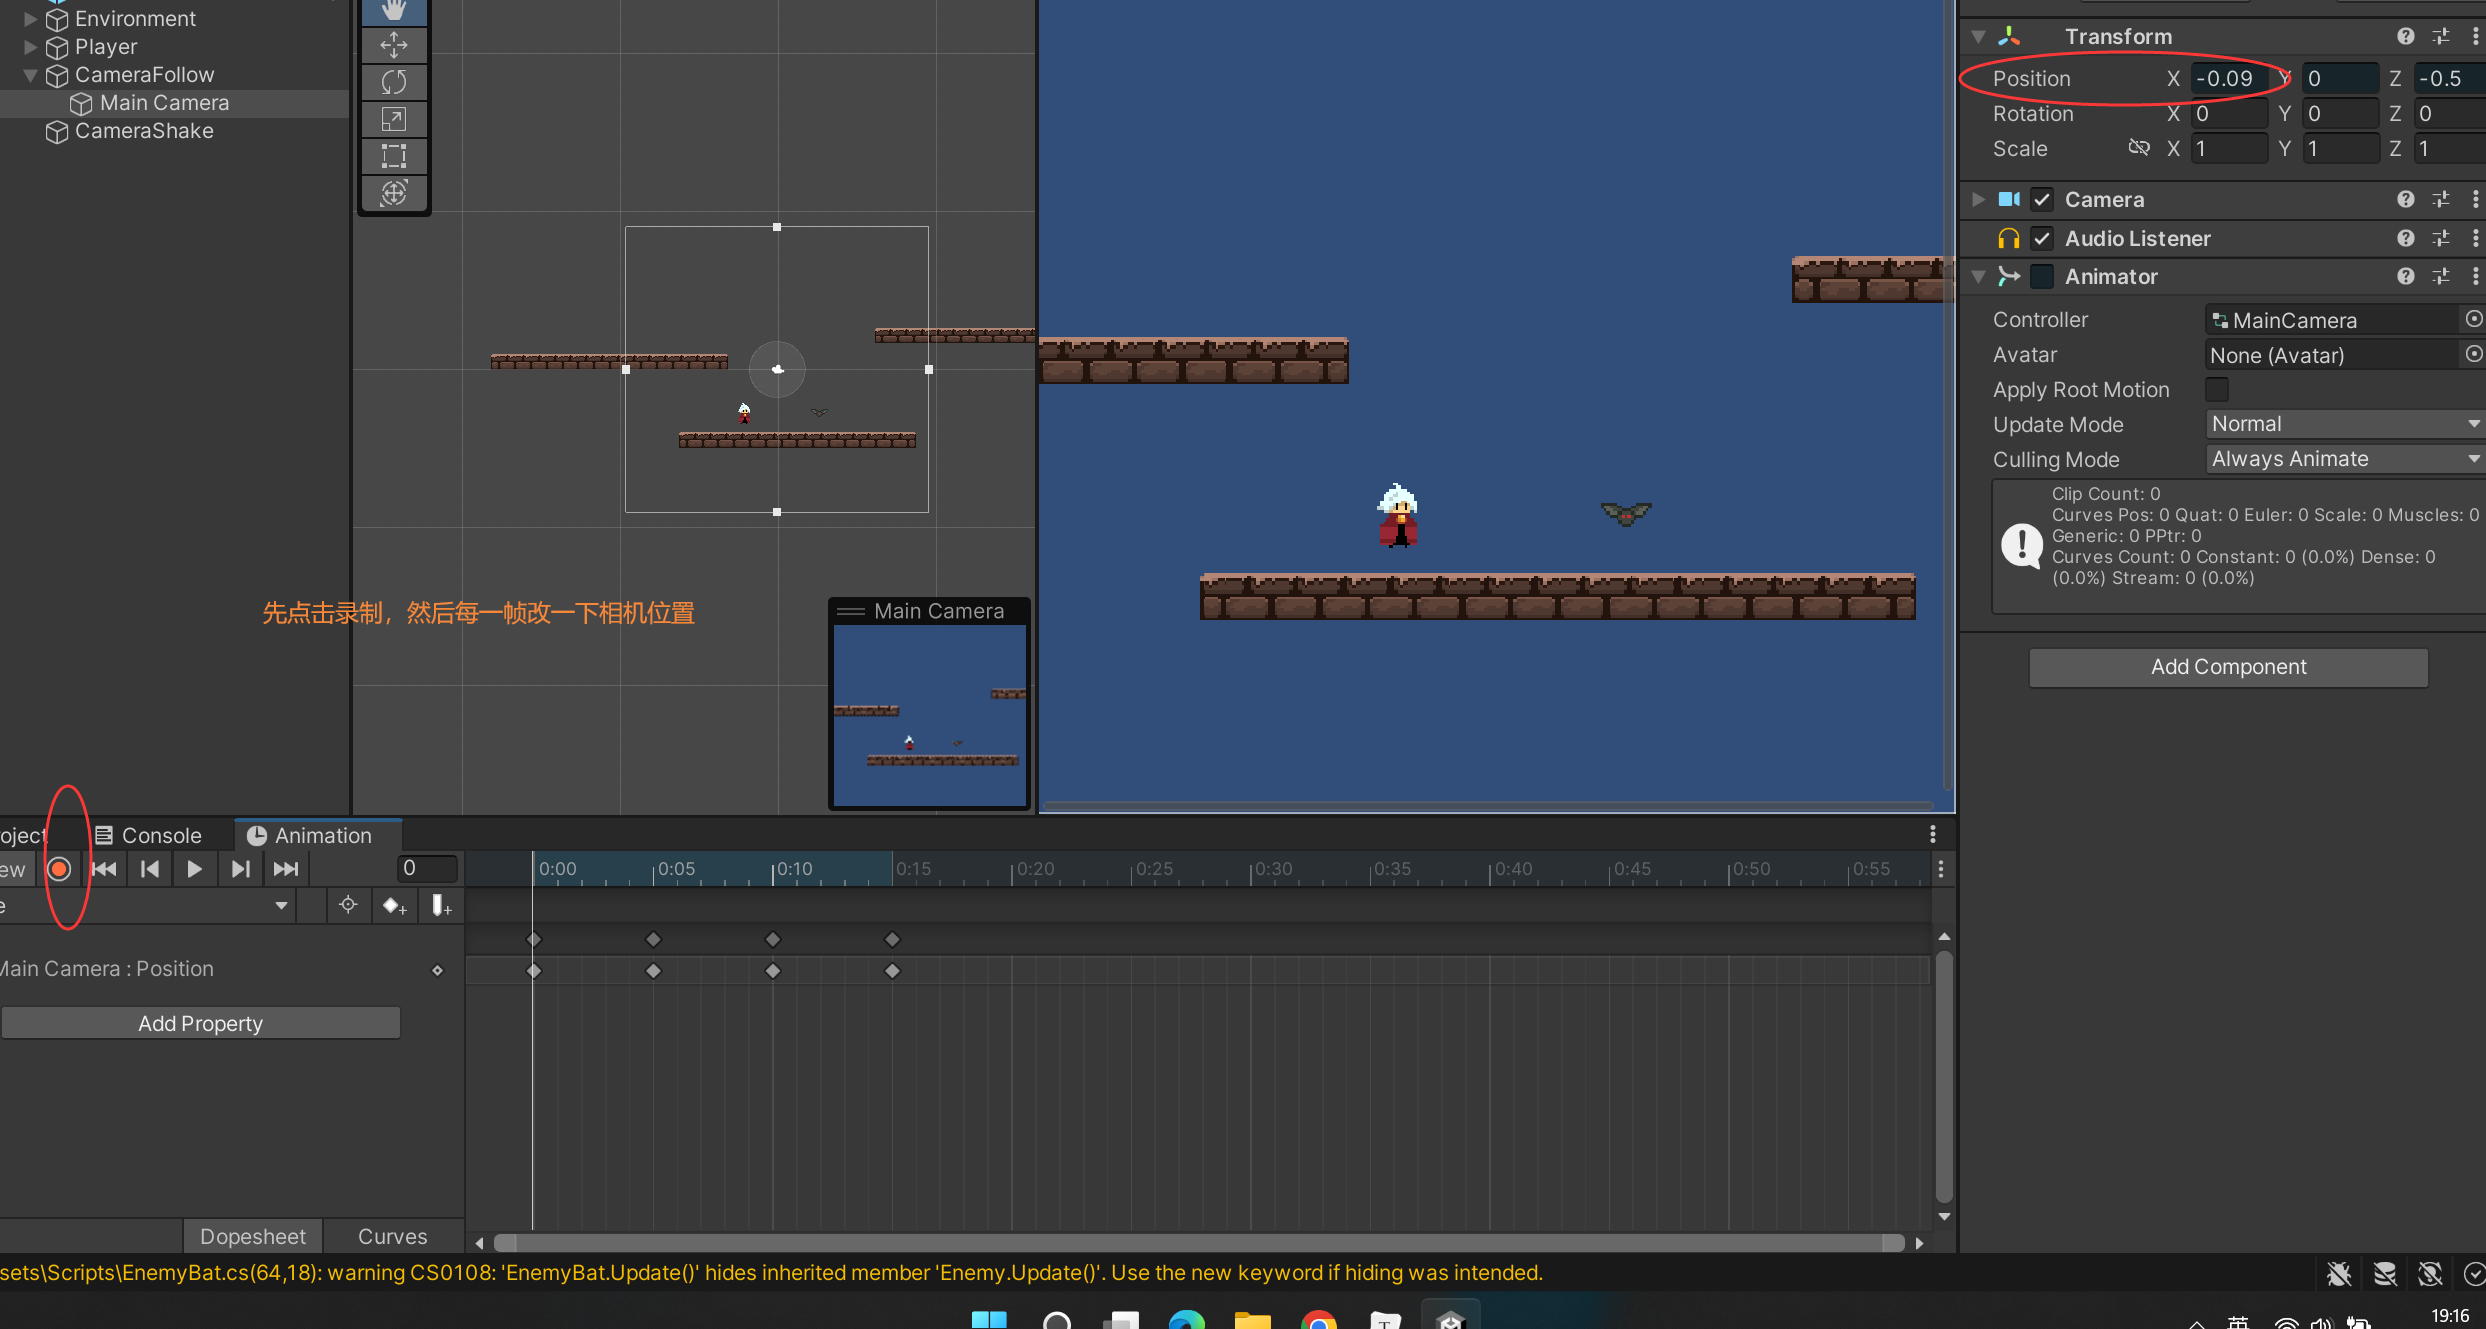 Environment
Player
CameraFollow
Main Camera
CameraShake
Transform
Position X -0.09 Y 0 Z -0.5
Rotation X 0 Y 0 Z 0
Scale X 1 Y 1 Z 1
Camera
Audio Listener
Animator
Controller MainCamera
Avatar None (Avatar)
Apply Root Motion
Update Mode Normal
Culling Mode Always Animate
Clip Count: 0
Curves Pos: 0 Quat: 0 Euler: 0 Scale: 0 Muscles: 0
Generic: 0 PPtr: 0
Curves Count: 0 Constant: 0 (0.0%) Dense: 0
(0.0%) Stream: 0 (0.0%)
Add Component
先点击录制，然后每一帧改一下相机位置
Main Camera
oject Console Animation
ew 0 0:00 0:05 0:10 0:15 0:20 0:25 0:30 0:35 0:40 0:45 0:50 0:55
e
Main Camera : Position
Add Property
Dopesheet Curves
sets\Scripts\EnemyBat.cs(64,18): warning CS0108: 'EnemyBat.Update()' hides inherited member 'Enemy.Update()'. Use the new keyword if hiding was intended.
T 英 19:16